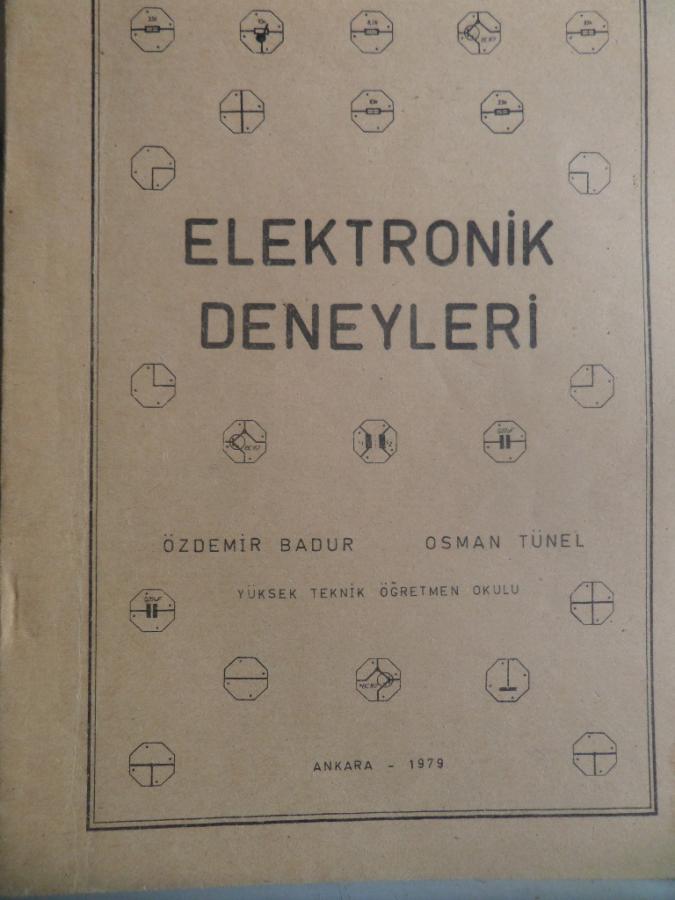 ELEKTRONİK
DENEYLERİ
ÖZDEMİR BADUR OSMAN TÜNEL
YÜKSEK TEKNİK ÖĞRETMEN OKULU
ANKARA - 1979